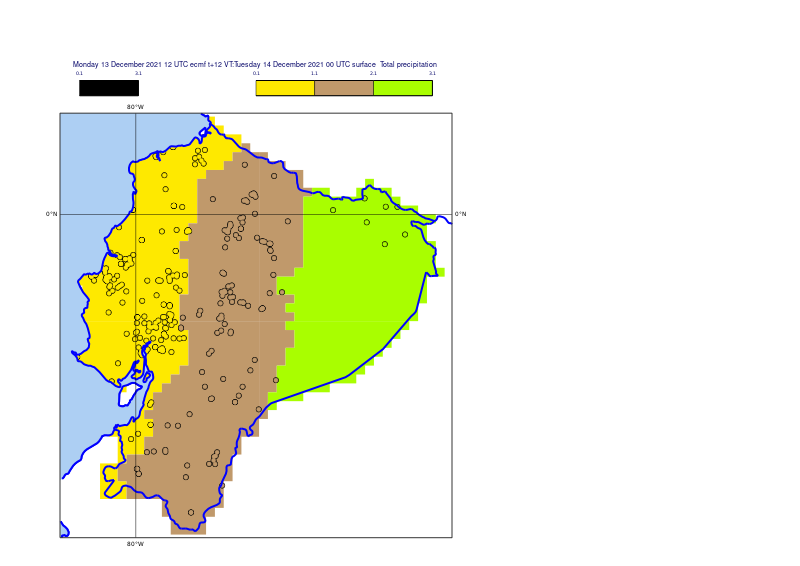 Monday 13 December 2021 12 UTC ecmf t+12 VT:Tuesday 14 December 2021 00 UTC surface Total precipitation
0.1 3.1 0.1 1.1 2.1 3.1
80°W
0°N 0°N
80°W